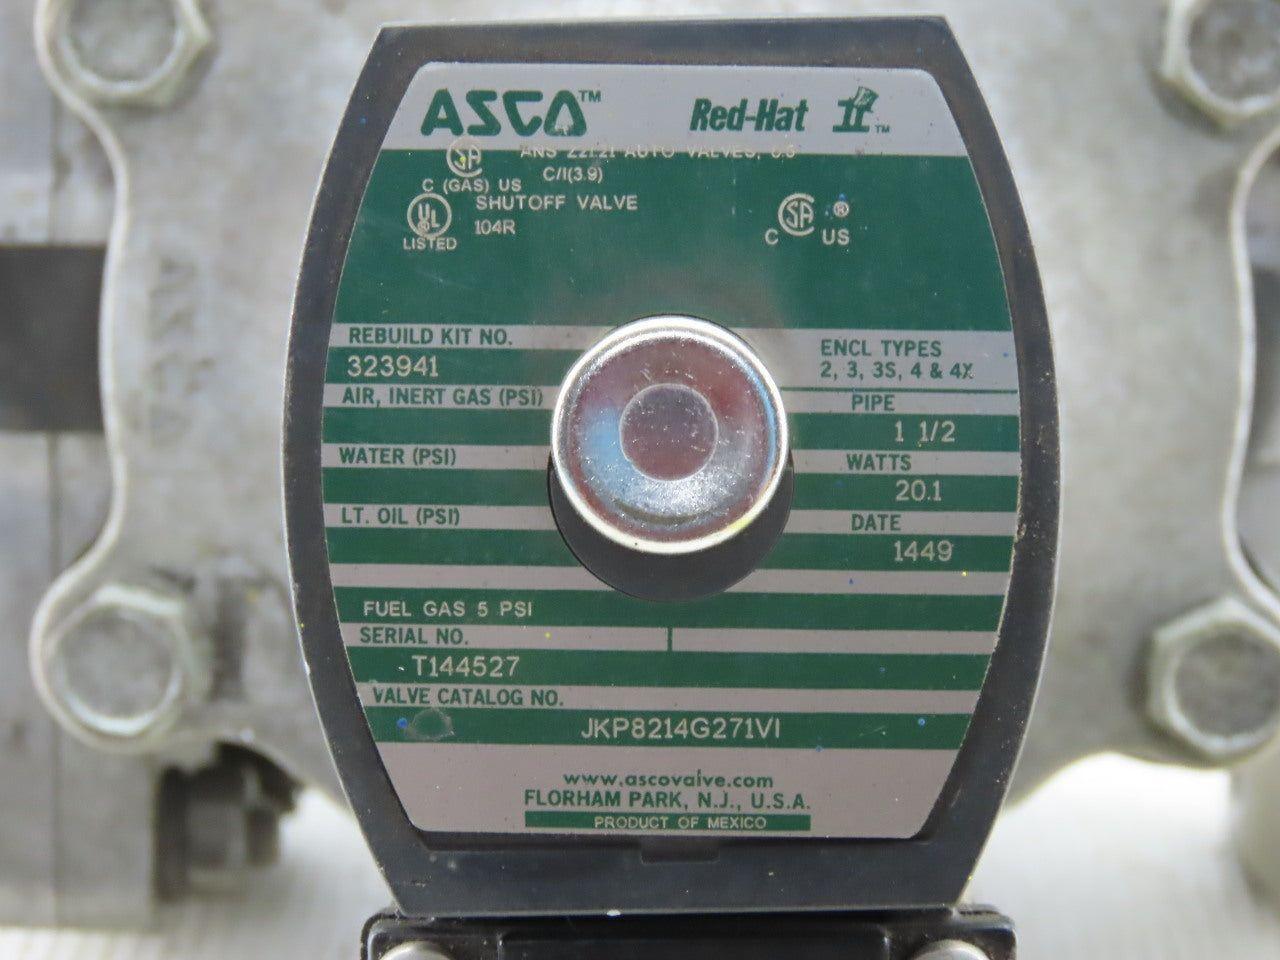 ASCO™ Red-Hat II™
ANS Z21.21 AUTO VALVES,
C/I(3.9)
SA
C (GAS) US
SHUTOFF VALVE
UL ® 104R
LISTED
SA ®
C US
REBUILD KIT NO.
323941
ENCL TYPES
2, 3, 3S, 4 & 4X
AIR, INERT GAS (PSI)
PIPE
1 1/2
WATER (PSI)
WATTS
20.1
LT. OIL (PSI)
DATE
1449
FUEL GAS 5 PSI
SERIAL NO.
T144527
VALVE CATALOG NO.
JKP8214G271VI
www.ascovalve.com
FLORHAM PARK, N.J., U.S.A.
PRODUCT OF MEXICO